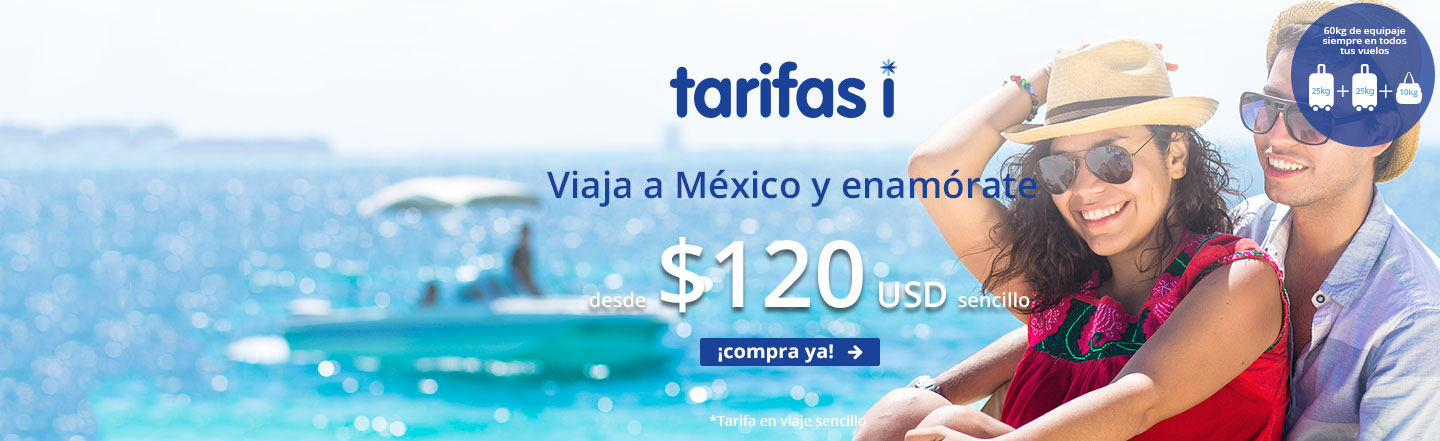 60kg de equipaje
siempre en todos
tus vuelos
25kg + 25kg + 10kg
tarifas i
Viaja a México y enamórate
desde $120 USD sencillo
¡compra ya! →
*Tarifa en viaje sencillo